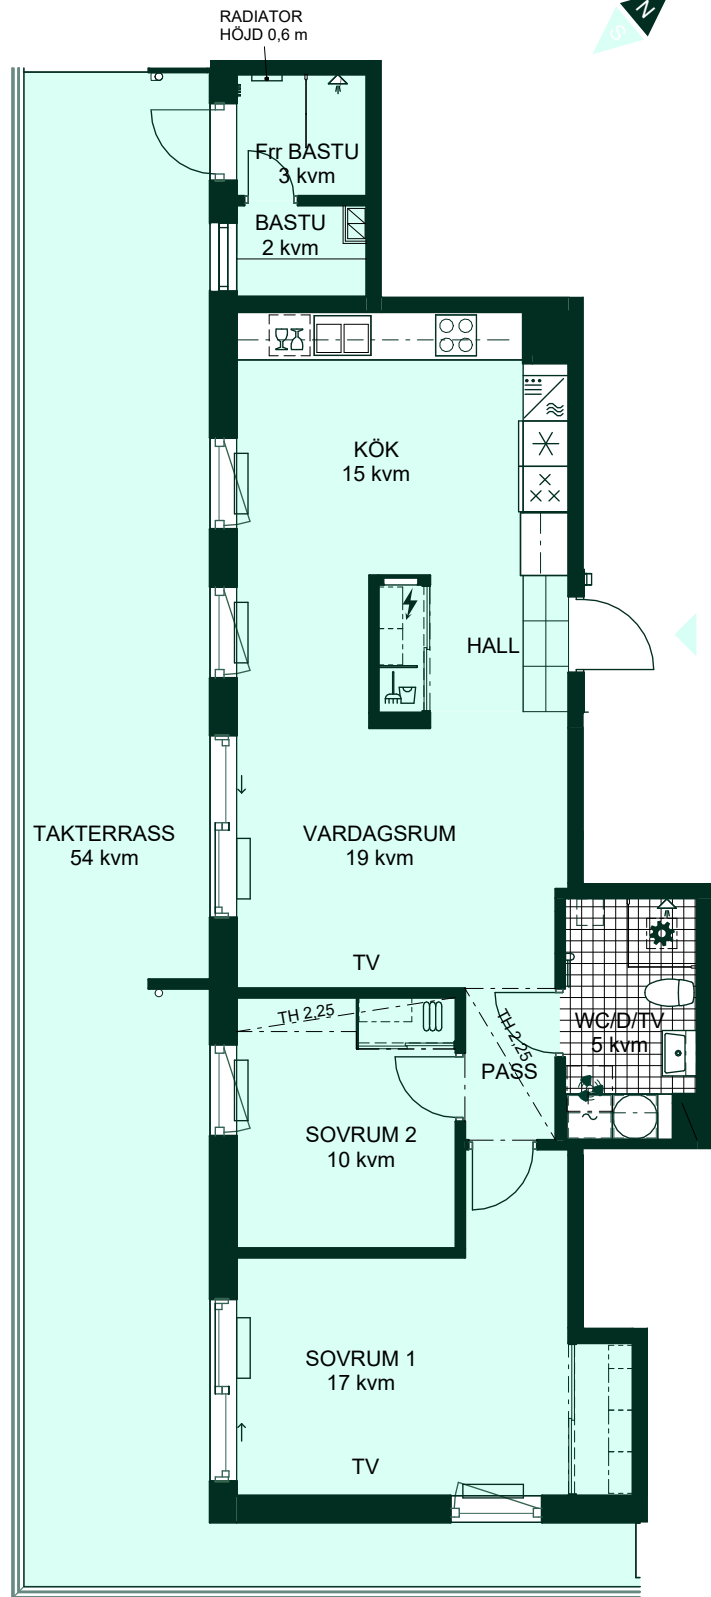 RADIATOR
HÖJD 0,6 m
N
S
Frr BASTU
3 kvm
BASTU
2 kvm
KÖK
15 kvm
HALL
TAKTERRASS
54 kvm
VARDAGSRUM
19 kvm
TV
TH 2,25
TH 2,25
WC/D/TV
5 kvm
PASS
SOVRUM 2
10 kvm
SOVRUM 1
17 kvm
TV